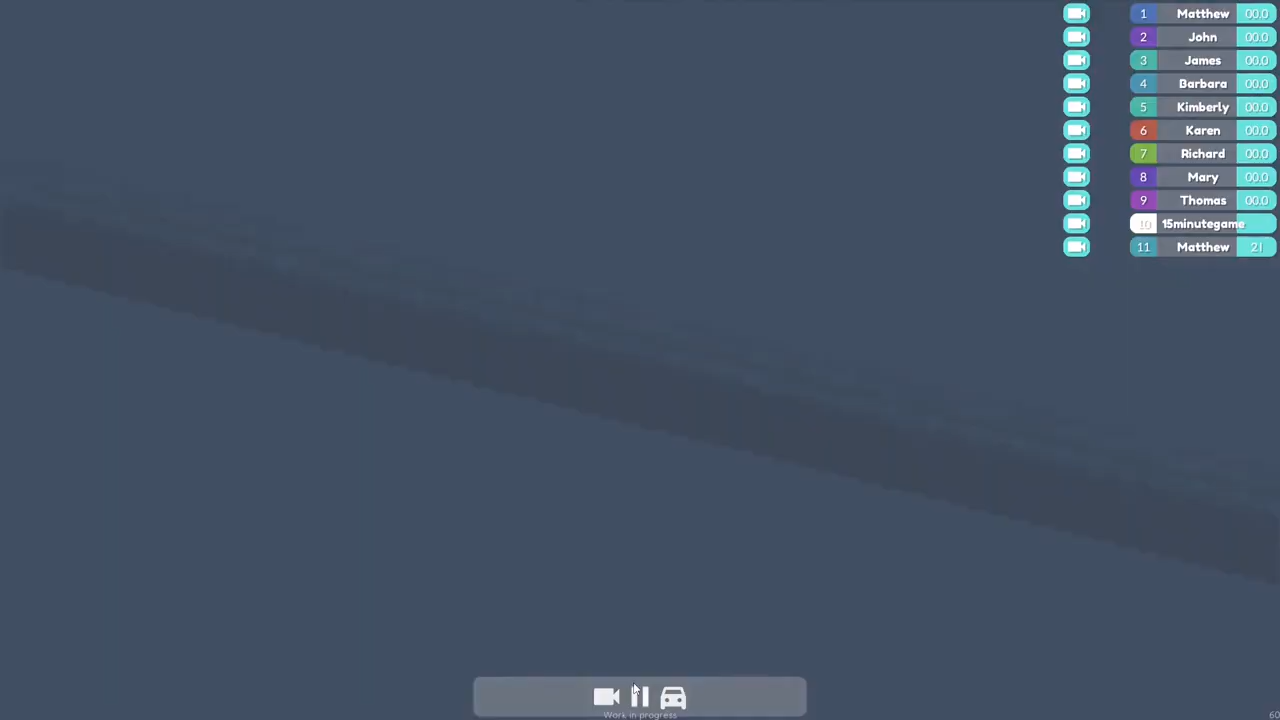 1 Matthew 00.0
2 John 00.0
3 James 00.0
4 Barbara 00.0
5 Kimberly 00.0
6 Karen 00.0
7 Richard 00.0
8 Mary 00.0
9 Thomas 00.0
10 15minutegame
11 Matthew 21
Work in progress
60